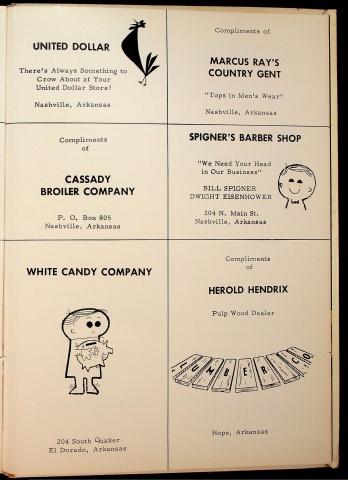 UNITED DOLLAR
There's Always Something to
Crow About at Your
United Dollar Store!
Nashville, Arkansas
Compliments of
MARCUS RAY'S
COUNTRY GENT
"Tops in Men's Wear"
Nashville, Arkansas
Compliments
of
CASSADY
BROILER COMPANY
P. O. Box 805
Nashville, Arkansas
SPIGNER'S BARBER SHOP
"We Need Your Head
in Our Business"
BILL SPIGNER
DWIGHT EISENHOWER
204 N. Main St.
Nashville, Arkansas
WHITE CANDY COMPANY
204 South Quaker
El Dorado, Arkansas
Compliments
of
HEROLD HENDRIX
Pulp Wood Dealer
LUMBER CO.
Hope, Arkansas